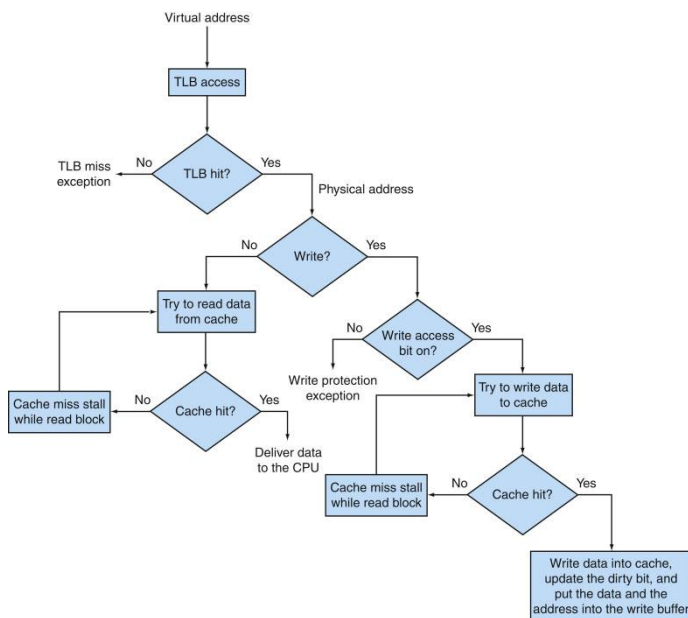 Virtual address
TLB access
TLB hit?
No
Yes
TLB miss
exception
Physical address
Write?
No
Yes
Try to read data
from cache
Write access
bit on?
No
Yes
Write protection
exception
Try to write data
to cache
Cache hit?
No
Yes
Cache miss stall
while read block
Deliver data
to the CPU
Cache hit?
No
Yes
Cache miss stall
while read block
Write data into cache,
update the dirty bit, and
put the data and the
address into the write buffer